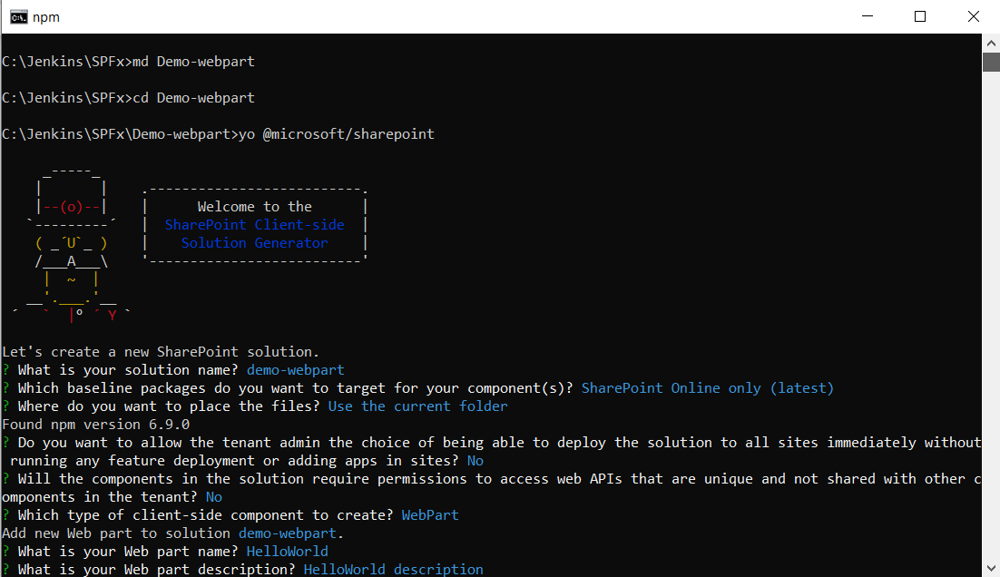 npm
C:\Jenkins\SPFx>md Demo-webpart
C:\Jenkins\SPFx>cd Demo-webpart
C:\Jenkins\SPFx\Demo-webpart>yo @microsoft/sharepoint
     _-----_
    |       |    .--------------------------.
    |--(o)--|    |      Welcome to the      |
   `---------´   |  SharePoint Client-side  |
    ( _´U`_ )    |    Solution Generator    |
    /___A___\    '--------------------------'
     |  ~  |
   __'.___.'__
 ´   `  |° ´ Y `
Let's create a new SharePoint solution.
? What is your solution name? demo-webpart
? Which baseline packages do you want to target for your component(s)? SharePoint Online only (latest)
? Where do you want to place the files? Use the current folder
Found npm version 6.9.0
? Do you want to allow the tenant admin the choice of being able to deploy the solution to all sites immediately without
 running any feature deployment or adding apps in sites? No
? Will the components in the solution require permissions to access web APIs that are unique and not shared with other c
omponents in the tenant? No
? Which type of client-side component to create? WebPart
Add new Web part to solution demo-webpart.
? What is your Web part name? HelloWorld
? What is your Web part description? HelloWorld description